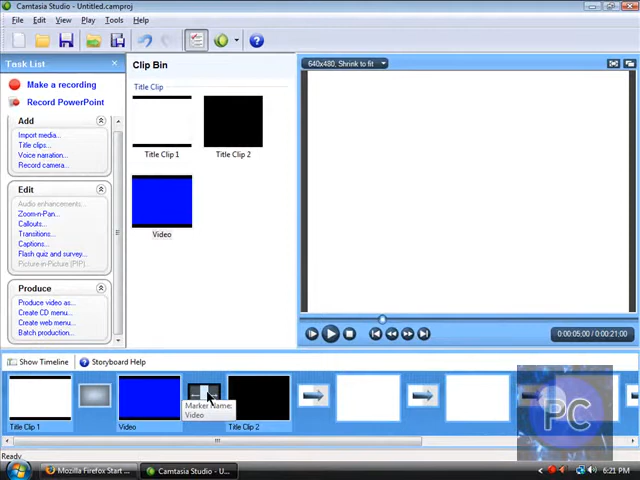 Camtasia Studio - Untitled.camproj
File Edit View Play Tools Help
Task List
Make a recording
Record PowerPoint
Add
Import media...
Title clips...
Voice narration...
Record camera...
Edit
Audio enhancements...
Zoom-n-Pan...
Callouts...
Transitions...
Captions...
Flash quiz and survey...
Picture-in-Picture (PIP)...
Produce
Produce video as...
Create CD menu...
Create web menu...
Batch production...
Clip Bin
Title Clip
Title Clip 1
Title Clip 2
Video
640x480, Shrink to fit
0:00:05;00 / 0:00:21;00
Show Timeline
Storyboard Help
Title Clip 1
Video
Title Clip 2
Marker Name:
Video
PC
Ready
Mozilla Firefox Start ...
Camtasia Studio - U...
6:21 PM